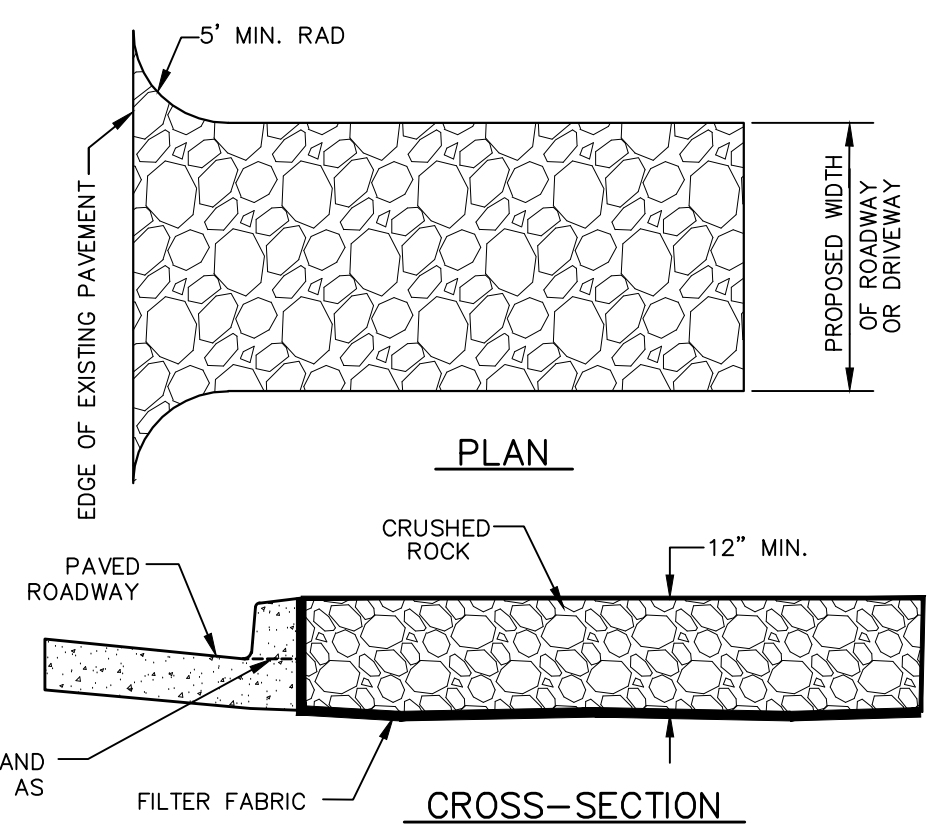 5' MIN. RAD
EDGE OF EXISTING PAVEMENT
PROPOSED WIDTH
OF ROADWAY
OR DRIVEWAY
PLAN
CRUSHED
ROCK
12” MIN.
PAVED
ROADWAY
AND
AS
FILTER FABRIC
CROSS-SECTION